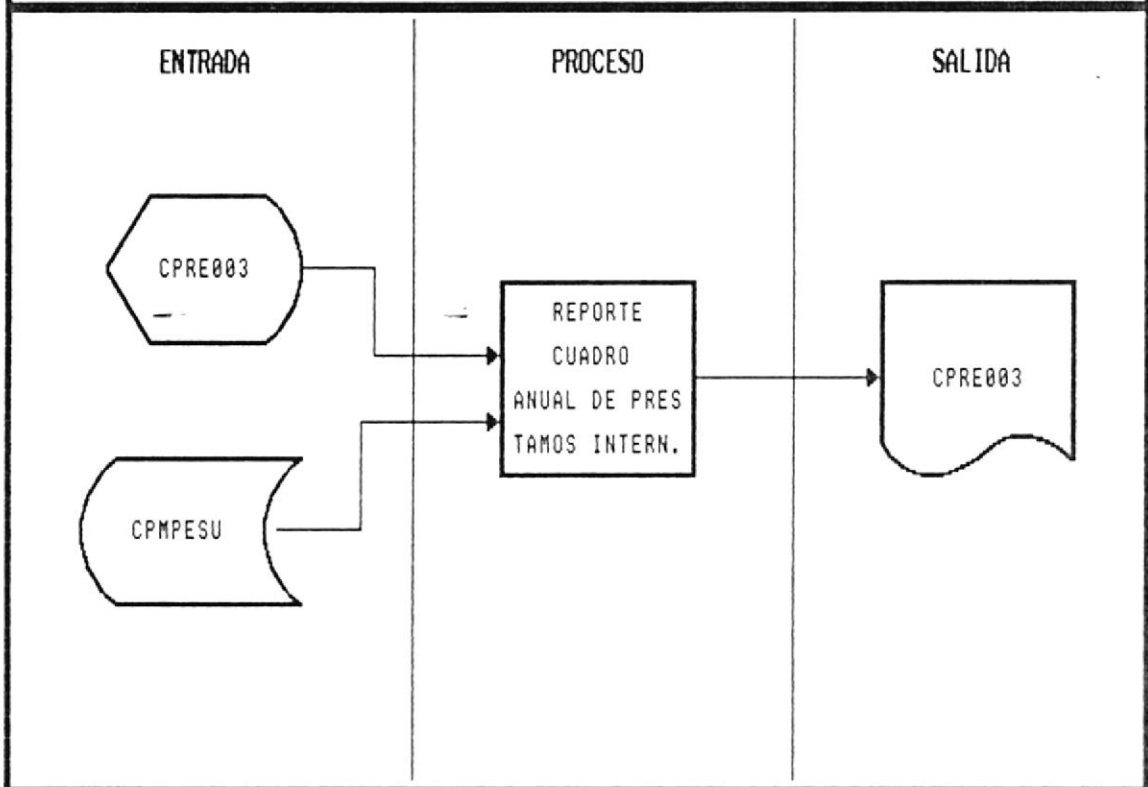 ENTRADA
PROCESO
SALIDA
CPRE003
REPORTE
CUADRO
ANUAL DE PRES
TAMOS INTERN.
CPRE003
CPMPESU